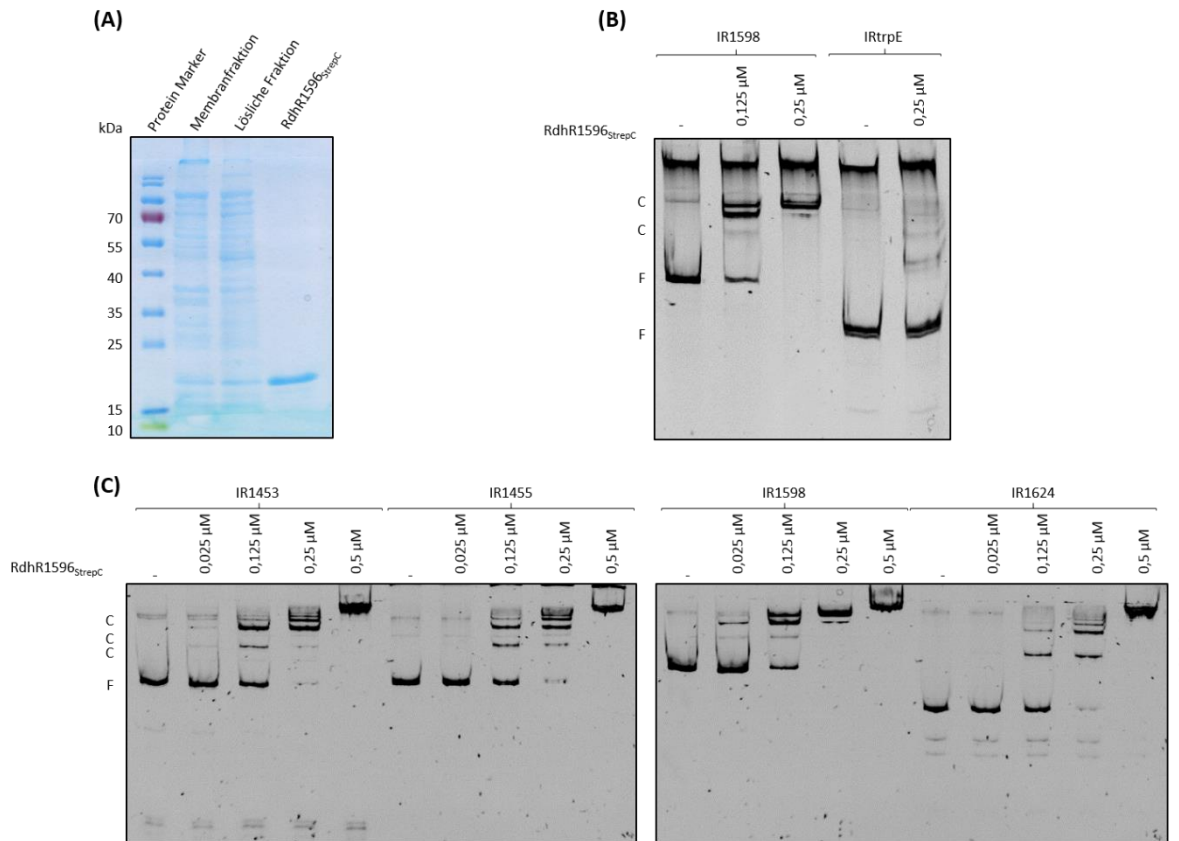 (A)
Protein Marker
Membranfraktion
Lösliche Fraktion
RdhR1596StrepC
kDa
70
55
40
35
25
15
10
(B)
IR1598
IRtrpE
RdhR1596StrepC
-
0,125 µM
0,25 µM
-
0,25 µM
C
C
F
F
(C)
IR1453
IR1455
IR1598
IR1624
RdhR1596StrepC
-
0,025 µM
0,125 µM
0,25 µM
0,5 µM
-
0,025 µM
0,125 µM
0,25 µM
0,5 µM
-
0,025 µM
0,125 µM
0,25 µM
0,5 µM
-
0,025 µM
0,125 µM
0,25 µM
0,5 µM
C
C
C
F